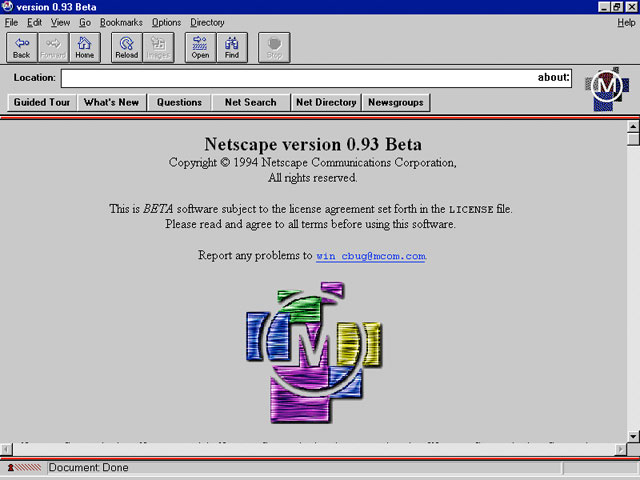 version 0.93 Beta
File Edit View Go Bookmarks Options Directory Help
Back Forward Home Reload Images Open Find Stop
Location: about:
Guided Tour What's New Questions Net Search Net Directory Newsgroups
Netscape version 0.93 Beta
Copyright © 1994 Netscape Communications Corporation,
All rights reserved.
This is BETA software subject to the license agreement set forth in the LICENSE file.
Please read and agree to all terms before using this software.
Report any problems to win_cbug@mcom.com.
M
M
Document: Done